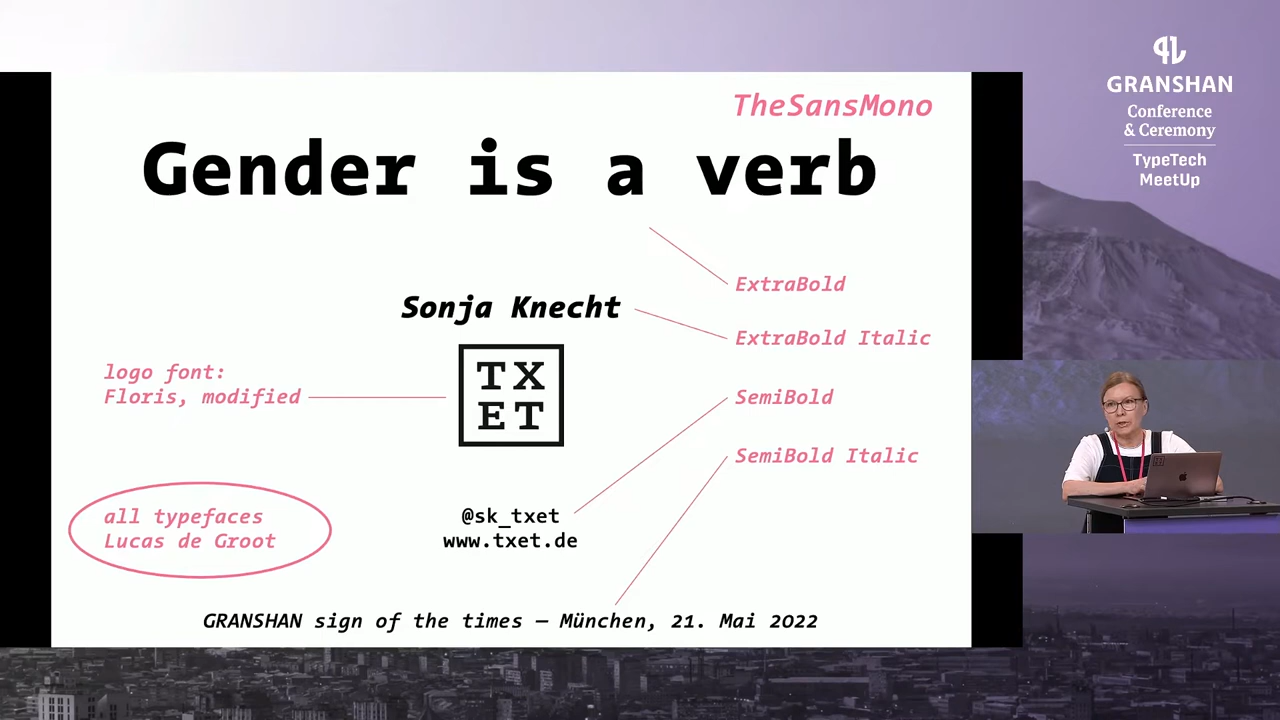 TheSansMono
Gender is a verb
ExtraBold
Sonja Knecht
ExtraBold Italic
logo font:
Floris, modified
TX
ET
SemiBold
SemiBold Italic
all typefaces
Lucas de Groot
@sk_txet
www.txet.de
GRANSHAN sign of the times — München, 21. Mai 2022
GRANSHAN
Conference
& Ceremony
TypeTech
MeetUp